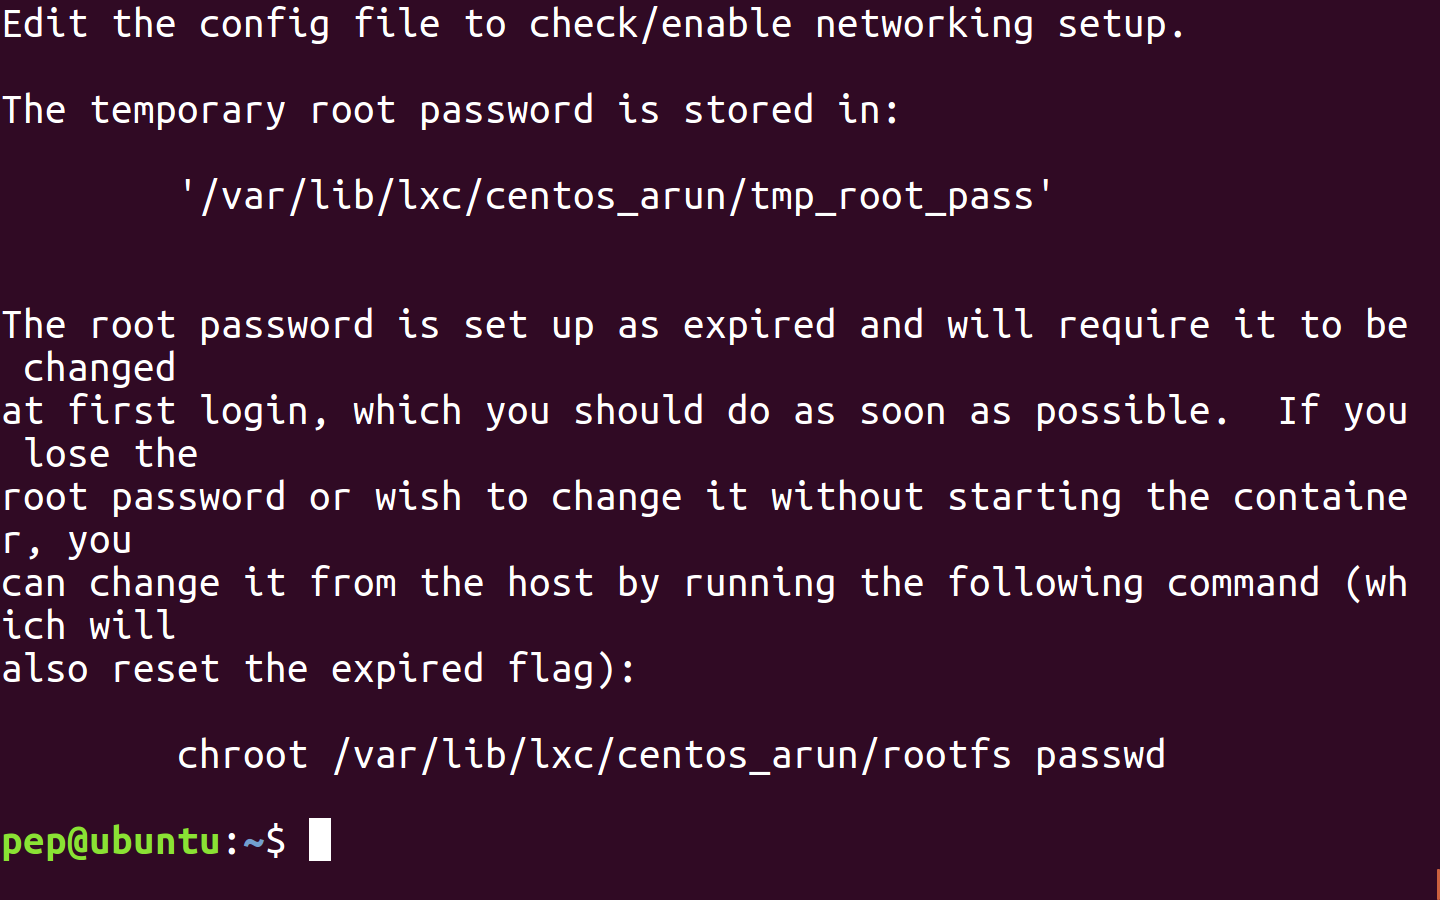 Edit the config file to check/enable networking setup.
The temporary root password is stored in:
'/var/lib/lxc/centos_arun/tmp_root_pass'
The root password is set up as expired and will require it to be
changed
at first login, which you should do as soon as possible.  If you
lose the
root password or wish to change it without starting the containe
r, you
can change it from the host by running the following command (wh
ich will
also reset the expired flag):
chroot /var/lib/lxc/centos_arun/rootfs passwd
pep@ubuntu:~$